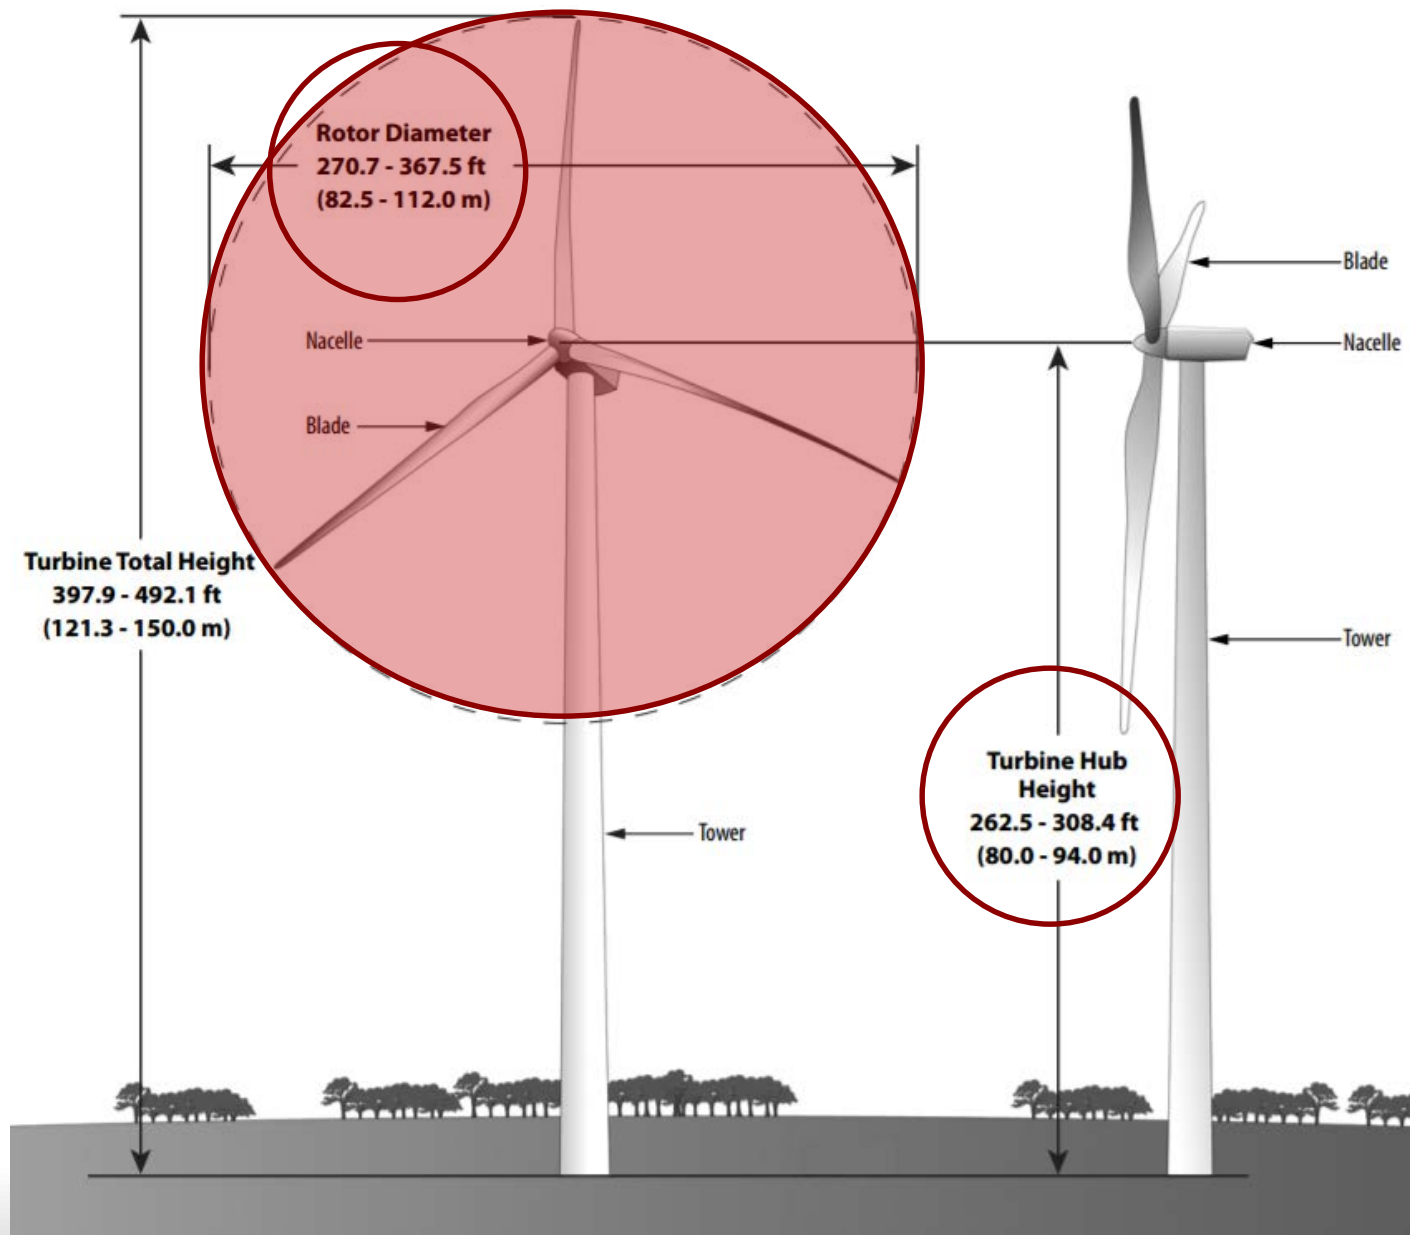 Rotor Diameter
270.7 - 367.5 ft
(82.5 - 112.0 m)
Nacelle
Blade
Turbine Total Height
397.9 - 492.1 ft
(121.3 - 150.0 m)
Tower
Blade
Nacelle
Tower
Turbine Hub
Height
262.5 - 308.4 ft
(80.0 - 94.0 m)